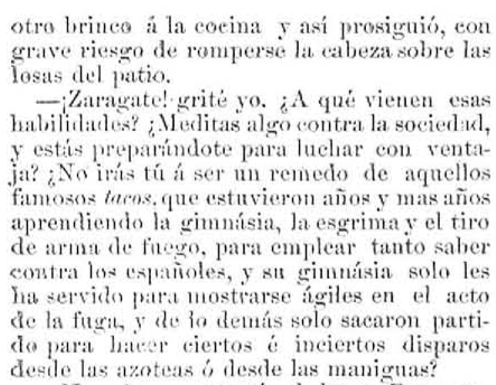 otro brinco á la cocina y así prosiguió, con
grave riesgo de romperse la cabeza sobre las
losas del patio.
—¡Zaragate! grité yo. ¿A qué vienen esas
habilidades? ¿Meditas algo contra la sociedad,
y estás preparándote para luchar con venta-
ja? ¿No irás tú á ser un remedo de aquellos
famosos tacos, que estuvieron años y mas años
aprendiendo la gimnásia, la esgrima y el tiro
de arma de fuego, para emplear tanto saber
contra los españoles, y su gimnásia solo les
ha servido para mostrarse ágiles en el acto
de la fuga, y de lo demás solo sacaron parti-
do para hacer ciertos é inciertos disparos
desde las azoteas ó desde las maniguas?